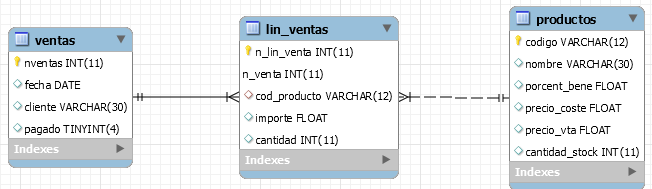 ventas
nventas INT(11)
fecha DATE
cliente VARCHAR(30)
pagado TINYINT(4)
Indexes
lin_ventas
n_lin_venta INT(11)
n_venta INT(11)
cod_producto VARCHAR(12)
importe FLOAT
cantidad INT(11)
Indexes
productos
codigo VARCHAR(12)
nombre VARCHAR(30)
porcent_bene FLOAT
precio_coste FLOAT
precio_vta FLOAT
cantidad_stock INT(11)
Indexes